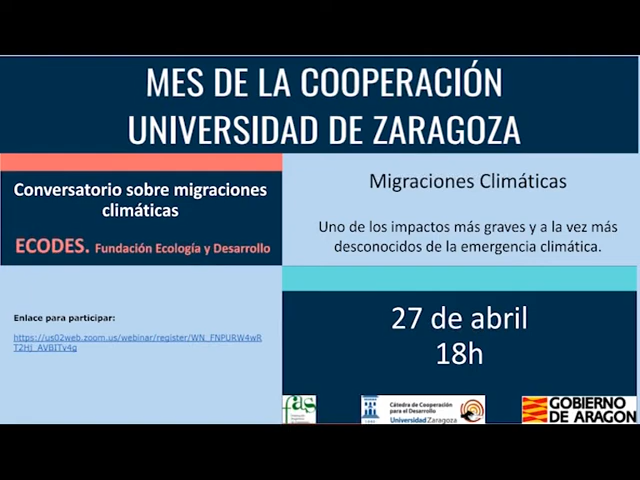 MES DE LA COOPERACIÓN
UNIVERSIDAD DE ZARAGOZA
Conversatorio sobre migraciones
climáticas
ECODES. Fundación Ecología y Desarrollo
Migraciones Climáticas
Uno de los impactos más graves y a la vez más
desconocidos de la emergencia climática.
Enlace para participar:
https://us02web.zoom.us/webinar/register/WN_FNPURW4wR
T2HJ_AVBITv4g
27 de abril
18h
fas
Cátedra de Cooperación
para el Desarrollo
Universidad Zaragoza
GOBIERNO
DE ARAGON